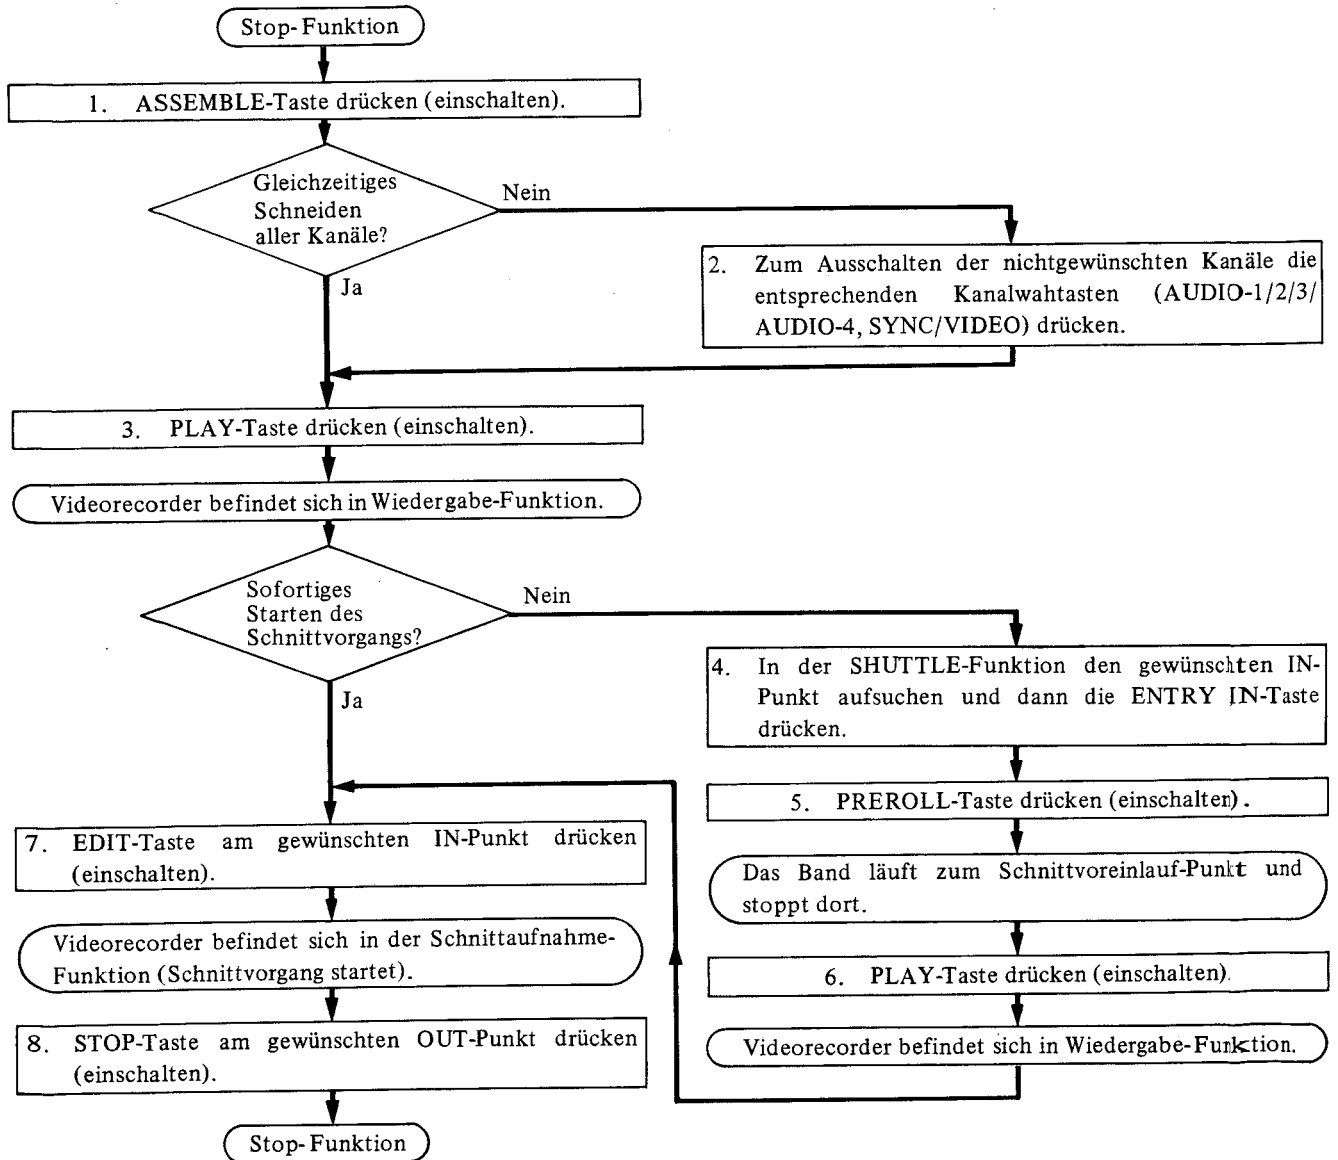 Stop-Funktion
1. ASSEMBLE-Taste drücken (einschalten).
Gleichzeitiges
Schneiden
aller Kanäle?
Nein
Ja
2. Zum Ausschalten der nichtgewünschten Kanäle die
entsprechenden Kanalwahtasten (AUDIO-1/2/3/
AUDIO-4, SYNC/VIDEO) drücken.
3. PLAY-Taste drücken (einschalten).
Videorecorder befindet sich in Wiedergabe-Funktion.
Sofortiges
Starten des
Schnittvorgangs?
Nein
Ja
4. In der SHUTTLE-Funktion den gewünschten IN-
Punkt aufsuchen und dann die ENTRY IN-Taste
drücken.
5. PREROLL-Taste drücken (einschalten).
Das Band läuft zum Schnittvoreinlauf-Punkt und
stoppt dort.
6. PLAY-Taste drücken (einschalten).
Videorecorder befindet sich in Wiedergabe-Funktion.
7. EDIT-Taste am gewünschten IN-Punkt drücken
(einschalten).
Videorecorder befindet sich in der Schnittaufnahme-
Funktion (Schnittvorgang startet).
8. STOP-Taste am gewünschten OUT-Punkt drücken
(einschalten).
Stop-Funktion